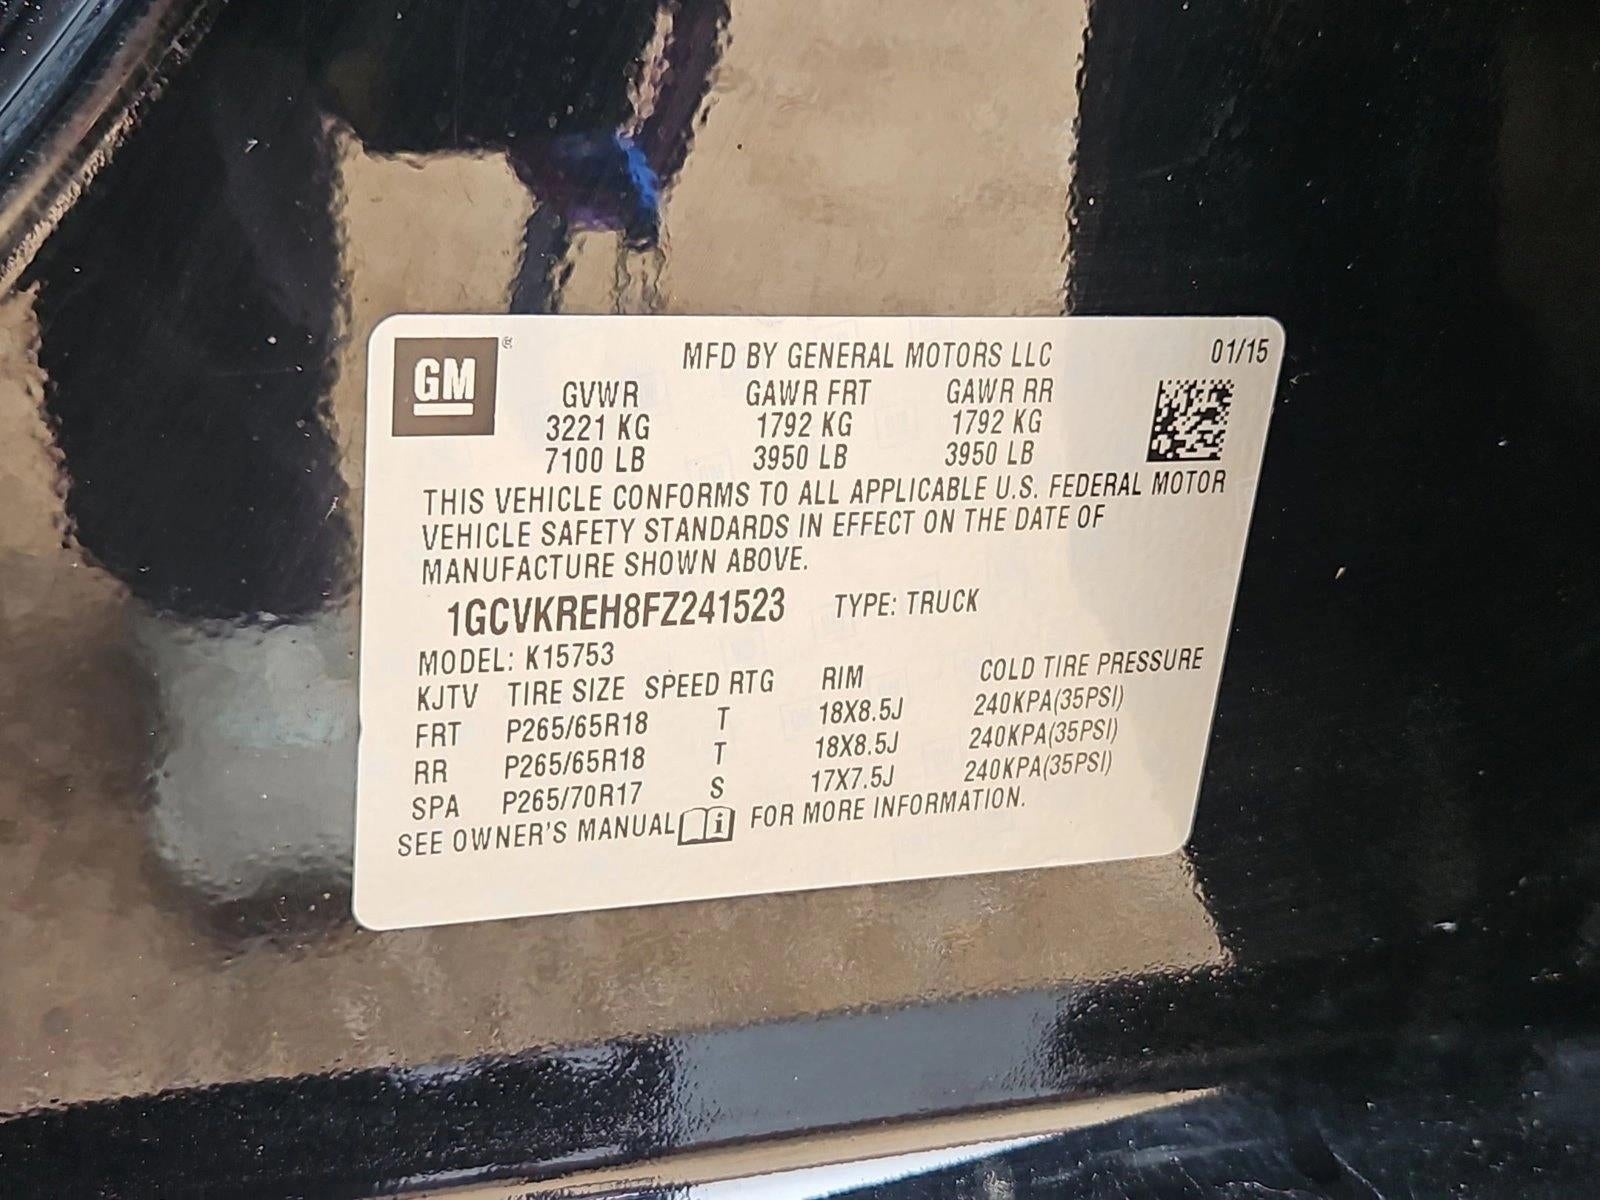 GM®
MFD BY GENERAL MOTORS LLC 01/15
GVWR GAWR FRT GAWR RR
3221 KG 1792 KG 1792 KG
7100 LB 3950 LB 3950 LB
THIS VEHICLE CONFORMS TO ALL APPLICABLE U.S. FEDERAL MOTOR
VEHICLE SAFETY STANDARDS IN EFFECT ON THE DATE OF
MANUFACTURE SHOWN ABOVE.
1GCVKREH8FZ241523 TYPE: TRUCK
MODEL: K15753
KJTV TIRE SIZE SPEED RTG RIM COLD TIRE PRESSURE
FRT P265/65R18 T 18X8.5J 240KPA(35PSI)
RR P265/65R18 T 18X8.5J 240KPA(35PSI)
SPA P265/70R17 S 17X7.5J 240KPA(35PSI)
SEE OWNER'S MANUAL i FOR MORE INFORMATION.